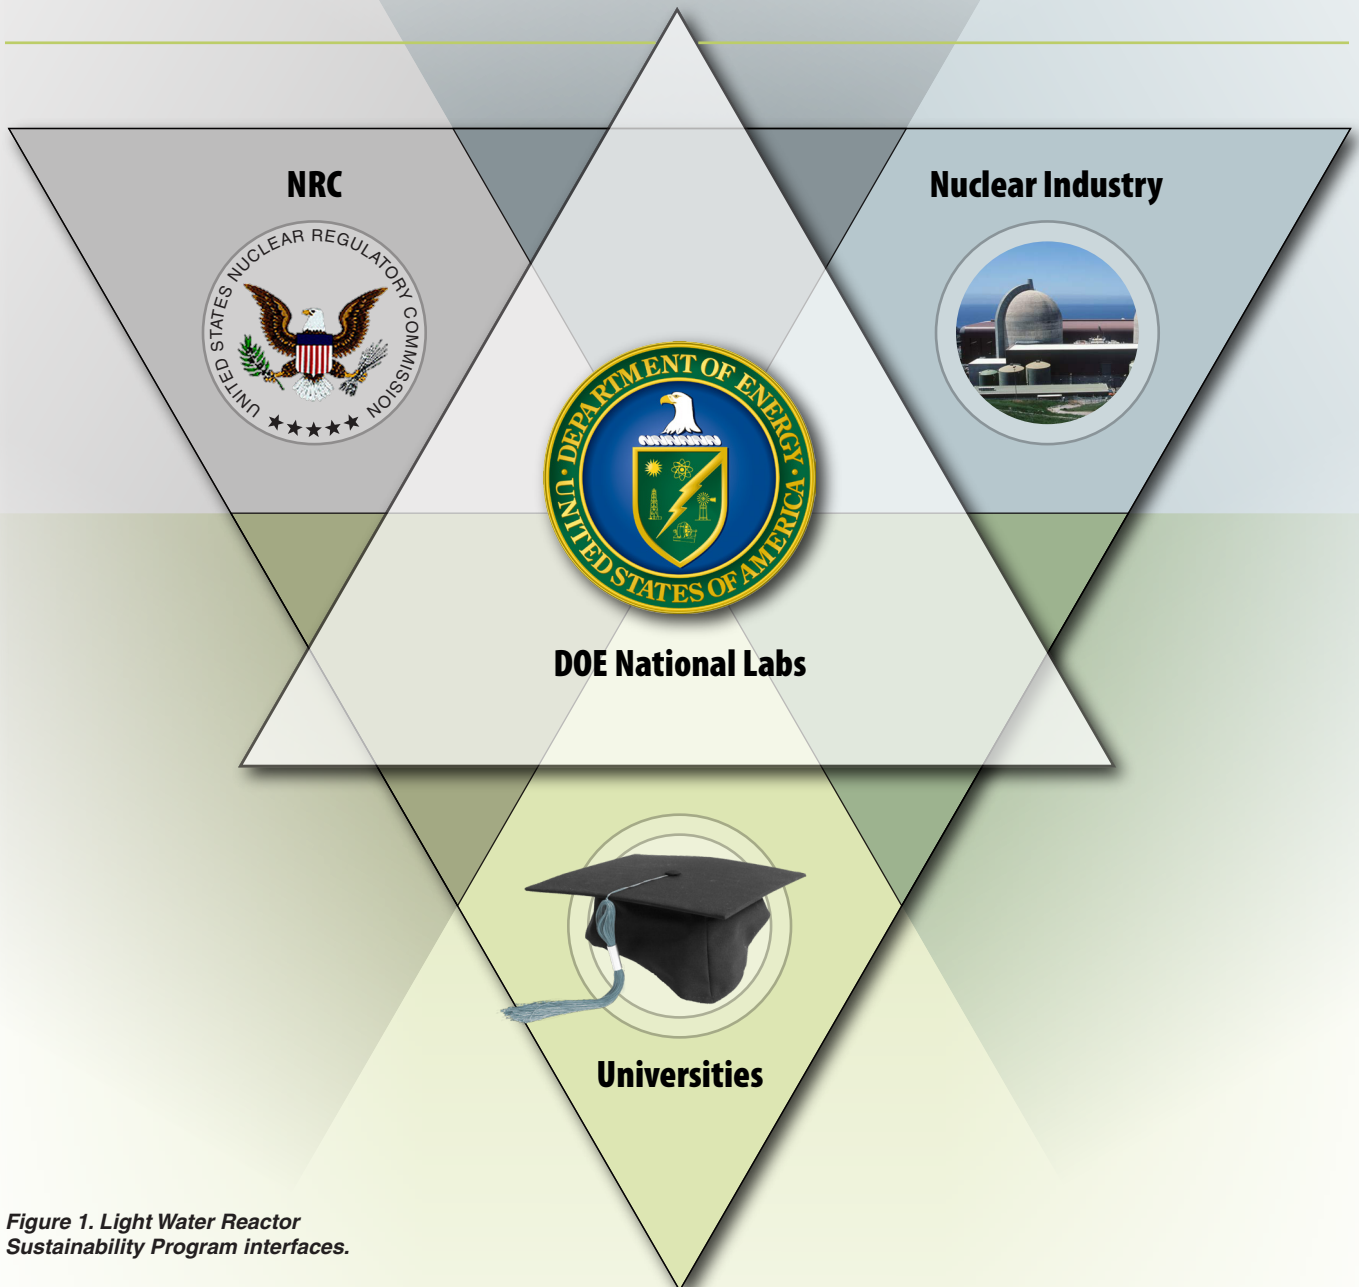 NRC
Nuclear Industry
UNITED STATES NUCLEAR REGULATORY COMMISSION
DEPARTMENT OF ENERGY
UNITED STATES OF AMERICA
DOE National Labs
Universities
Figure 1. Light Water Reactor
Sustainability Program interfaces.